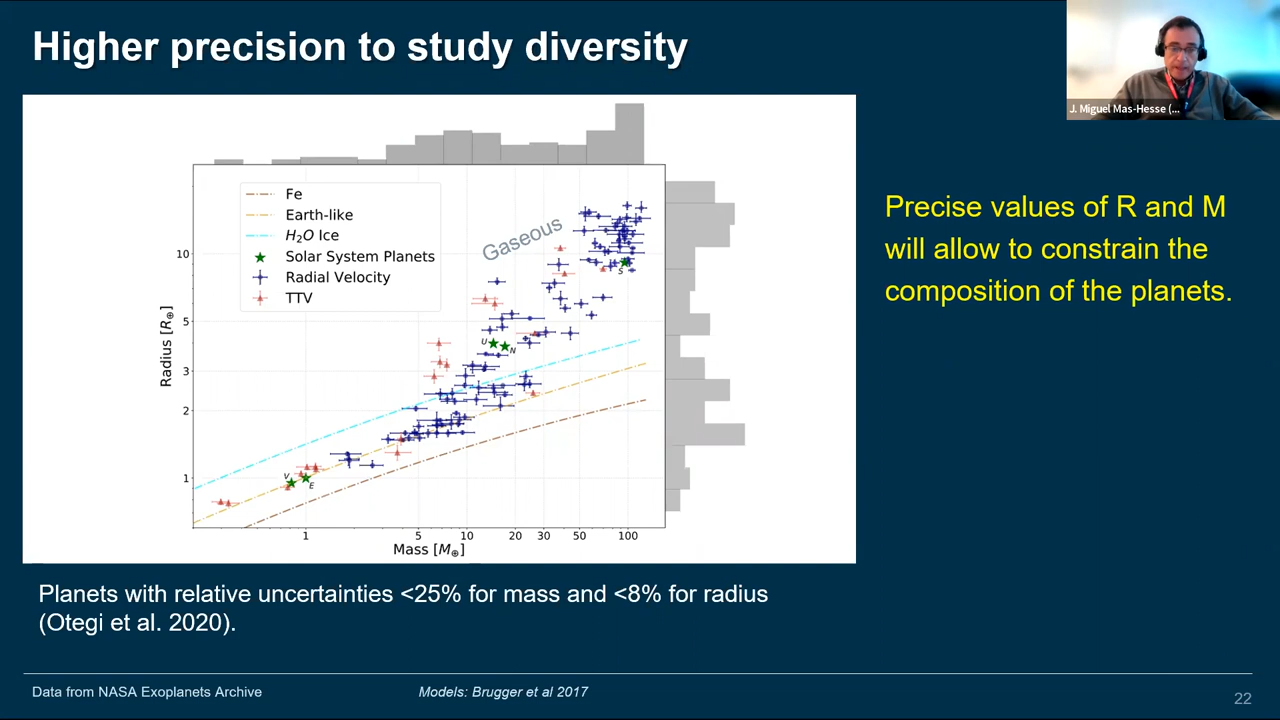 Higher precision to study diversity
J. Miguel Mas-Hesse (...
Fe
Earth-like
H₂O Ice
Solar System Planets
Radial Velocity
TTV
Gaseous
S
U
N
V
E
10
5
3
2
1
Radius [R⊕]
1
5
10
20
30
50
100
Mass [M⊕]
Precise values of R and M
will allow to constrain the
composition of the planets.
Planets with relative uncertainties <25% for mass and <8% for radius
(Otegi et al. 2020).
Data from NASA Exoplanets Archive
Models: Brugger et al 2017
22